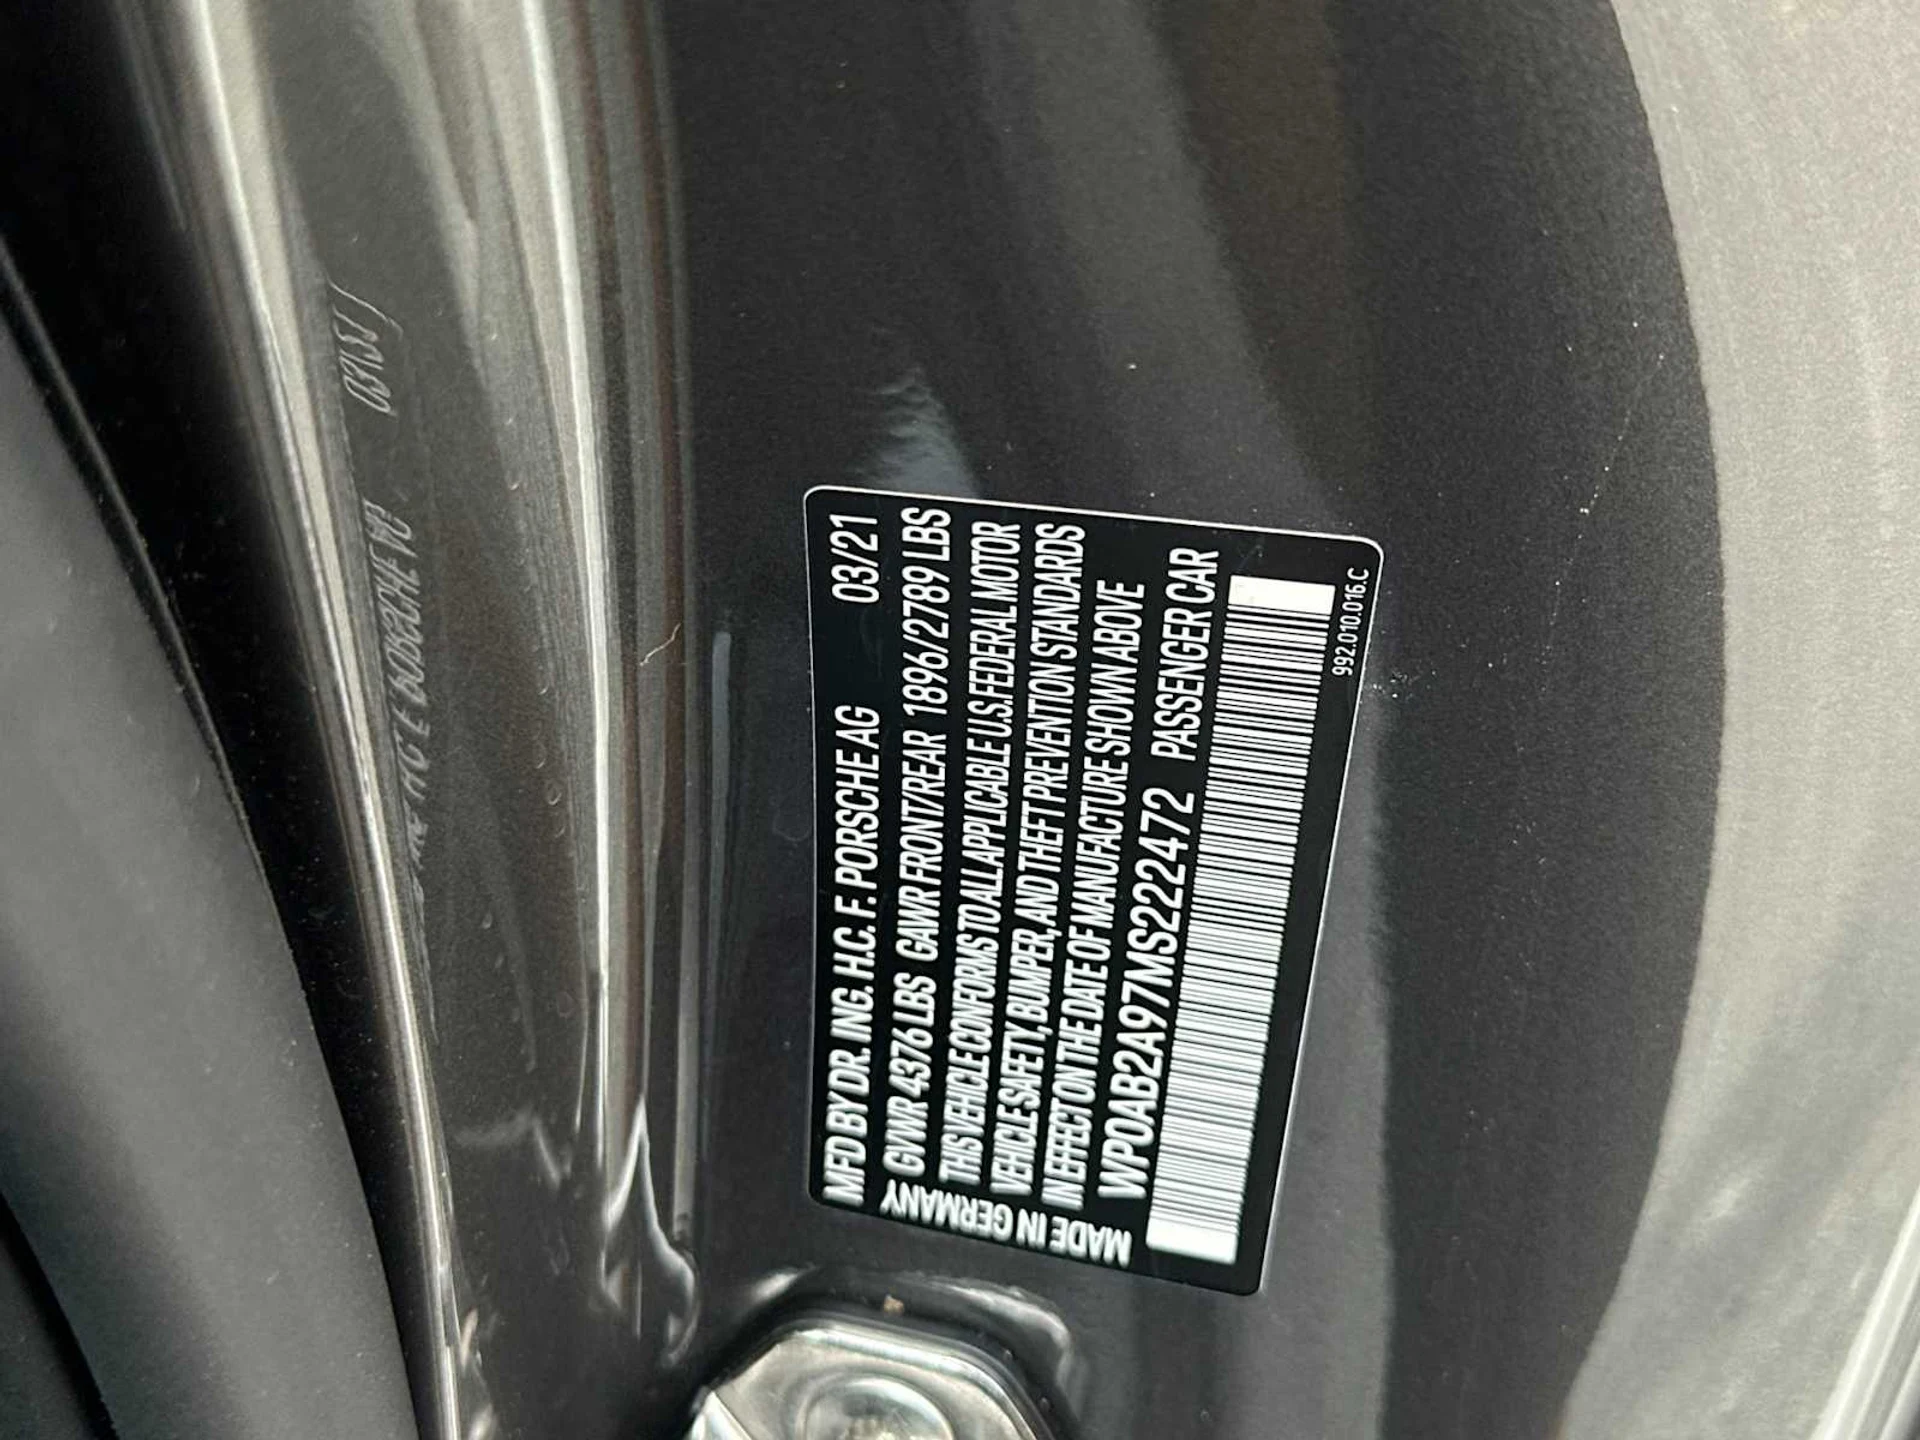 MFD BY DR. ING. H.C. F. PORSCHE AG 03/21
GVWR 4376 LBS GAWR FRONT/REAR 1896/2789 LBS
THIS VEHICLE CONFORMS TO ALL APPLICABLE U.S. FEDERAL MOTOR
VEHICLE SAFETY, BUMPER, AND THEFT PREVENTION STANDARDS
IN EFFECT ON THE DATE OF MANUFACTURE SHOWN ABOVE
WP0AB2A97MS222472 PASSENGER CAR
MADE IN GERMANY
992.010.016.C